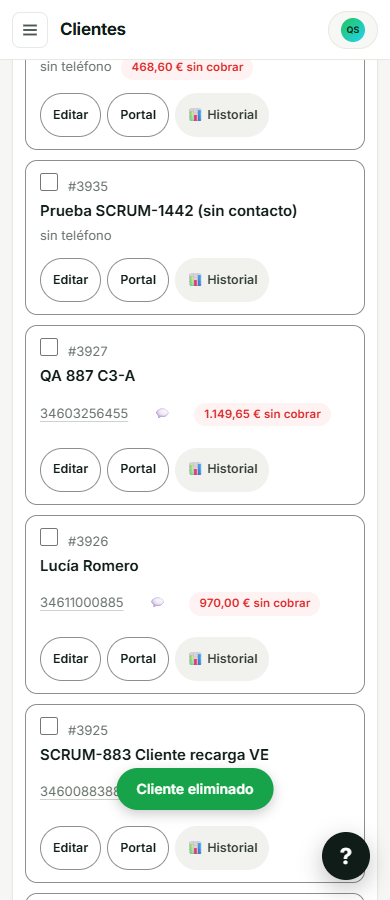 Clientes
QS
sin teléfono 468,60 € sin cobrar
Editar Portal Historial
#3935
Prueba SCRUM-1442 (sin contacto)
sin teléfono
Editar Portal Historial
#3927
QA 887 C3-A
34603256455 1.149,65 € sin cobrar
Editar Portal Historial
#3926
Lucía Romero
34611000885 970,00 € sin cobrar
Editar Portal Historial
#3925
SCRUM-883 Cliente recarga VE
Cliente eliminado
Editar Portal Historial
?